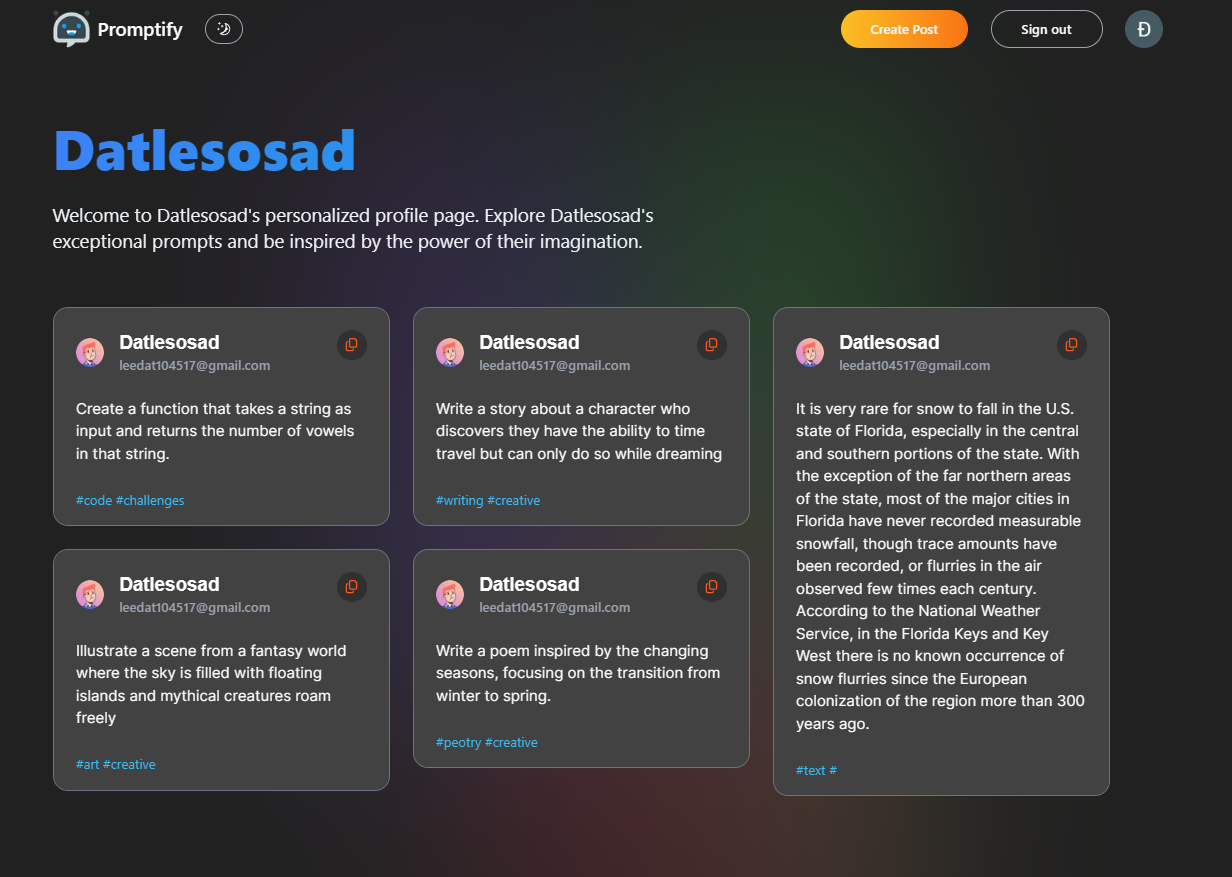 Promptify
Create Post
Sign out
Đ
Datlesosad
Welcome to Datlesosad's personalized profile page. Explore Datlesosad's
exceptional prompts and be inspired by the power of their imagination.
Datlesosad
leedat104517@gmail.com
Create a function that takes a string as
input and returns the number of vowels
in that string.
#code #challenges
Datlesosad
leedat104517@gmail.com
Write a story about a character who
discovers they have the ability to time
travel but can only do so while dreaming
#writing #creative
Datlesosad
leedat104517@gmail.com
It is very rare for snow to fall in the U.S.
state of Florida, especially in the central
and southern portions of the state. With
the exception of the far northern areas
of the state, most of the major cities in
Florida have never recorded measurable
snowfall, though trace amounts have
been recorded, or flurries in the air
observed few times each century.
According to the National Weather
Service, in the Florida Keys and Key
West there is no known occurrence of
snow flurries since the European
colonization of the region more than 300
years ago.
#text #
Datlesosad
leedat104517@gmail.com
Illustrate a scene from a fantasy world
where the sky is filled with floating
islands and mythical creatures roam
freely
#art #creative
Datlesosad
leedat104517@gmail.com
Write a poem inspired by the changing
seasons, focusing on the transition from
winter to spring.
#peotry #creative